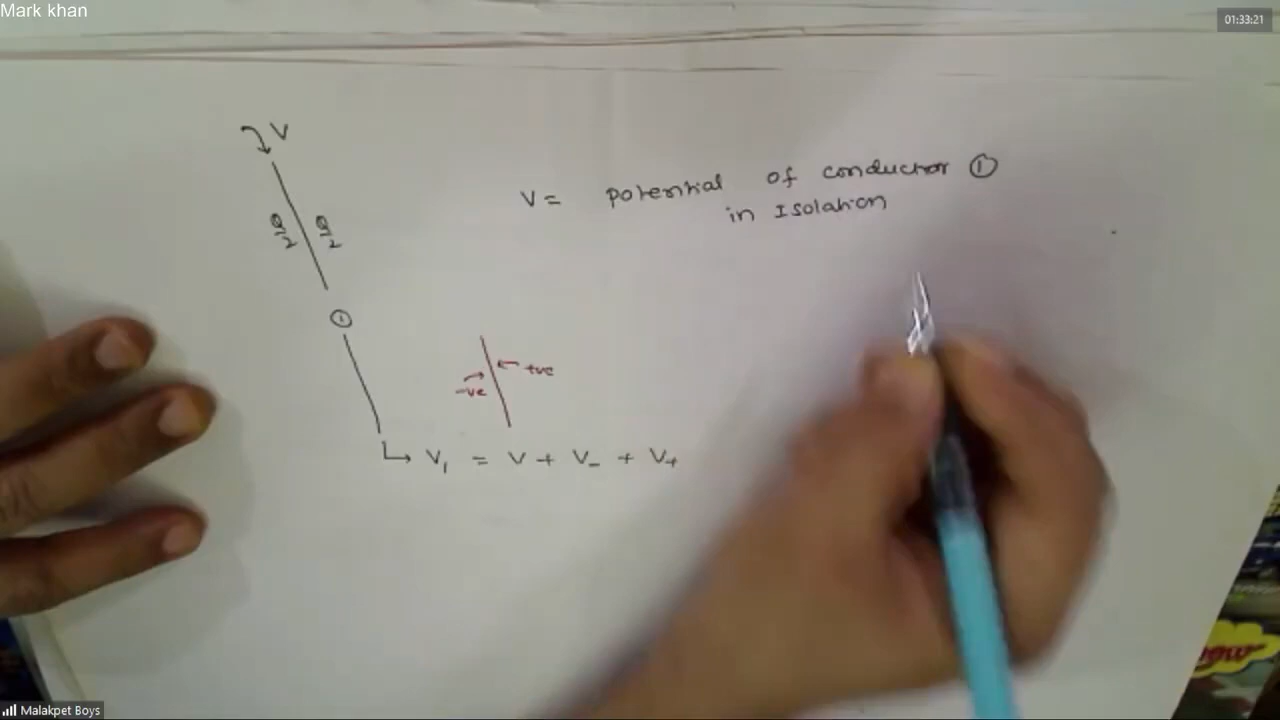 Mark khan
01:33:21
V
V = potential of conductor ①
in Isolation
Q/2 Q/2
①
-ve +ve
↳ V₁ = V + V₋ + V₊
now
Malakpet Boys